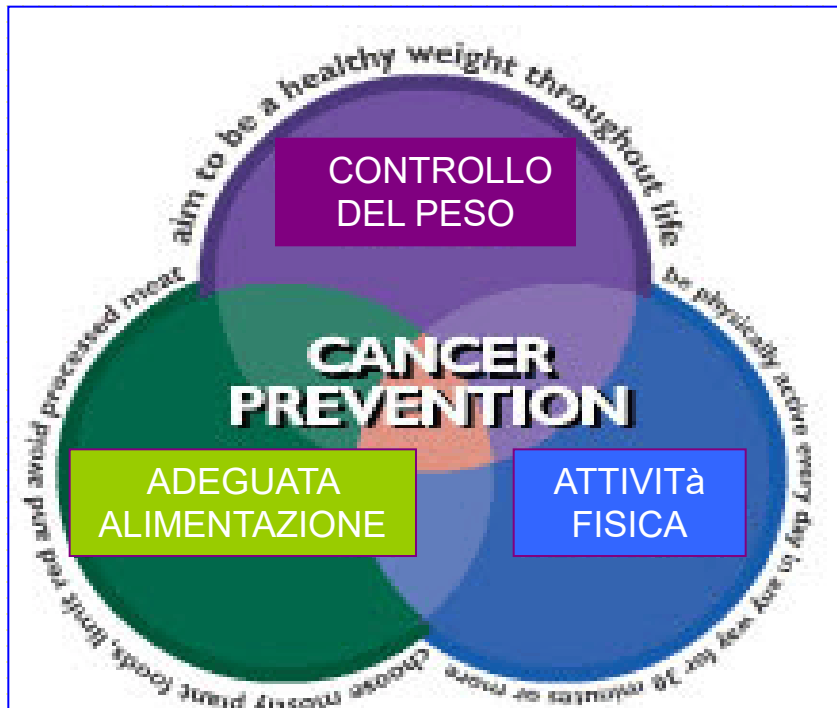 aim to be a healthy weight throughout life
CONTROLLO
DEL PESO
CANCER
PREVENTION
ADEGUATA
ALIMENTAZIONE
ATTIVITà
FISICA
be physically active every day in any way for 30 minutes or more
choose mostly plant foods, limit red and avoid processed meat